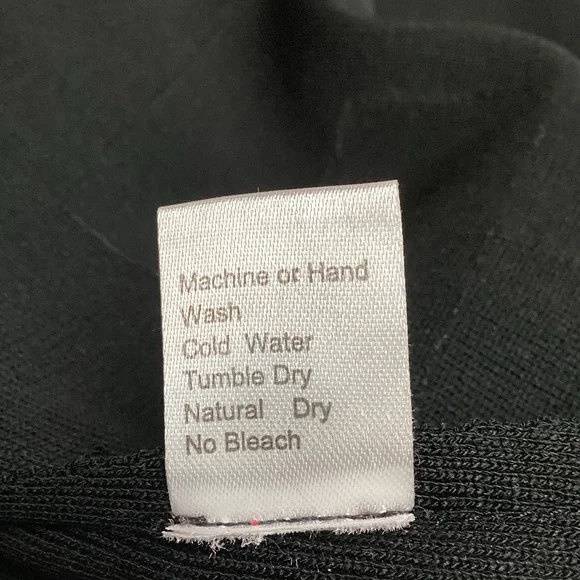 Machine or Hand
Wash
Cold Water
Tumble Dry
Natural Dry
No Bleach